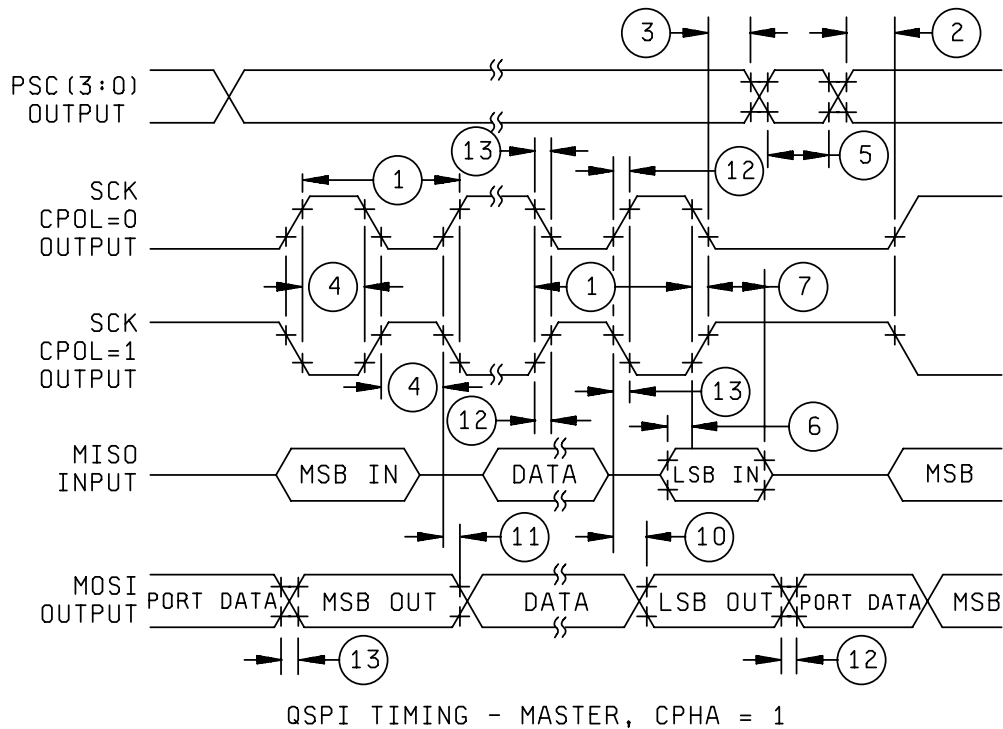 3
2
PSC(3:0)
OUTPUT
13
12
5
1
SCK
CPOL=0
OUTPUT
4
1
7
SCK
CPOL=1
OUTPUT
4
12
13
6
MISO
INPUT
MSB IN
DATA
LSB IN
MSB
11
10
MOSI
OUTPUT
PORT DATA
MSB OUT
DATA
LSB OUT
PORT DATA
MSB
13
12
QSPI TIMING – MASTER, CPHA = 1